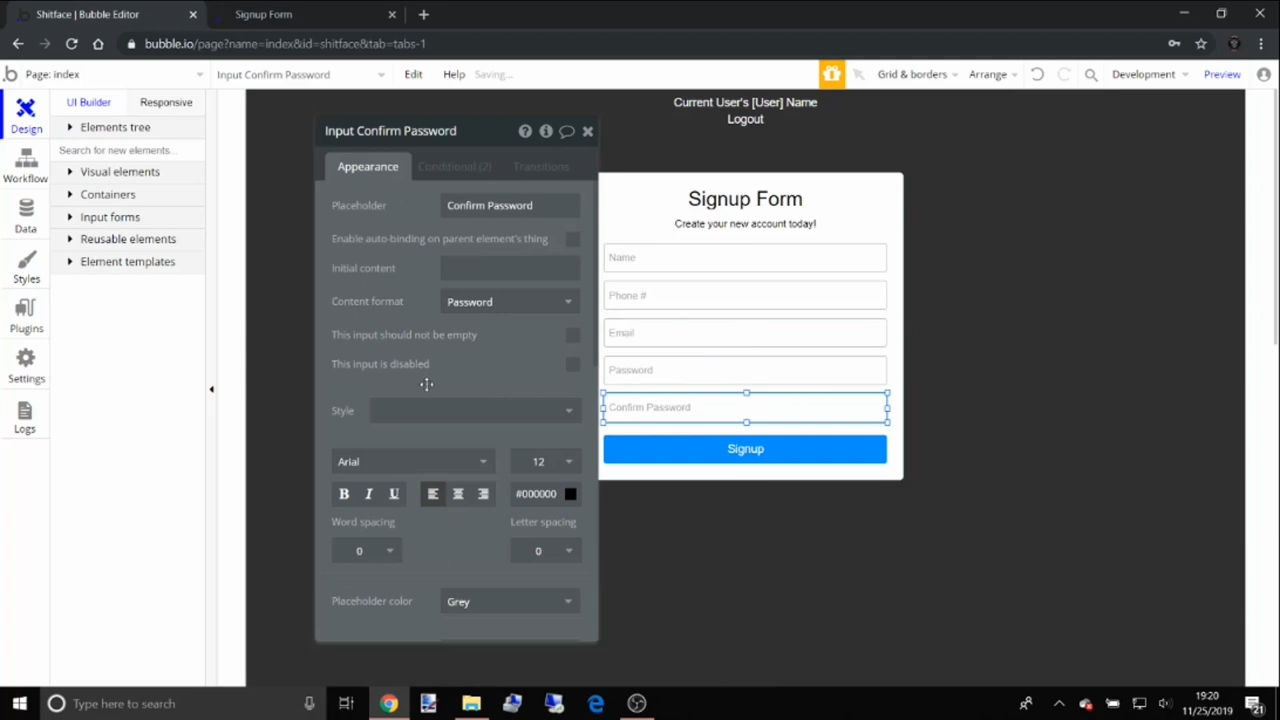 Shitface | Bubble Editor
Signup Form
bubble.io/page?name=index&id=shitface&tab=tabs-1
Page: index
Input Confirm Password
Edit
Help
Saving...
Grid & borders
Arrange
Development
Preview
Design
Workflow
Data
Styles
Plugins
Settings
Logs
UI Builder
Responsive
Elements tree
Search for new elements...
Visual elements
Containers
Input forms
Reusable elements
Element templates
Current User's [User] Name
Logout
Input Confirm Password
Appearance
Conditional (2)
Transitions
Placeholder
Confirm Password
Enable auto-binding on parent element's thing
Initial content
Content format
Password
This input should not be empty
This input is disabled
Style
Arial
12
B
I
U
#000000
Word spacing
Letter spacing
0
0
Placeholder color
Grey
Signup Form
Create your new account today!
Name
Phone #
Email
Password
Confirm Password
Signup
Type here to search
19:20
11/25/2019
21